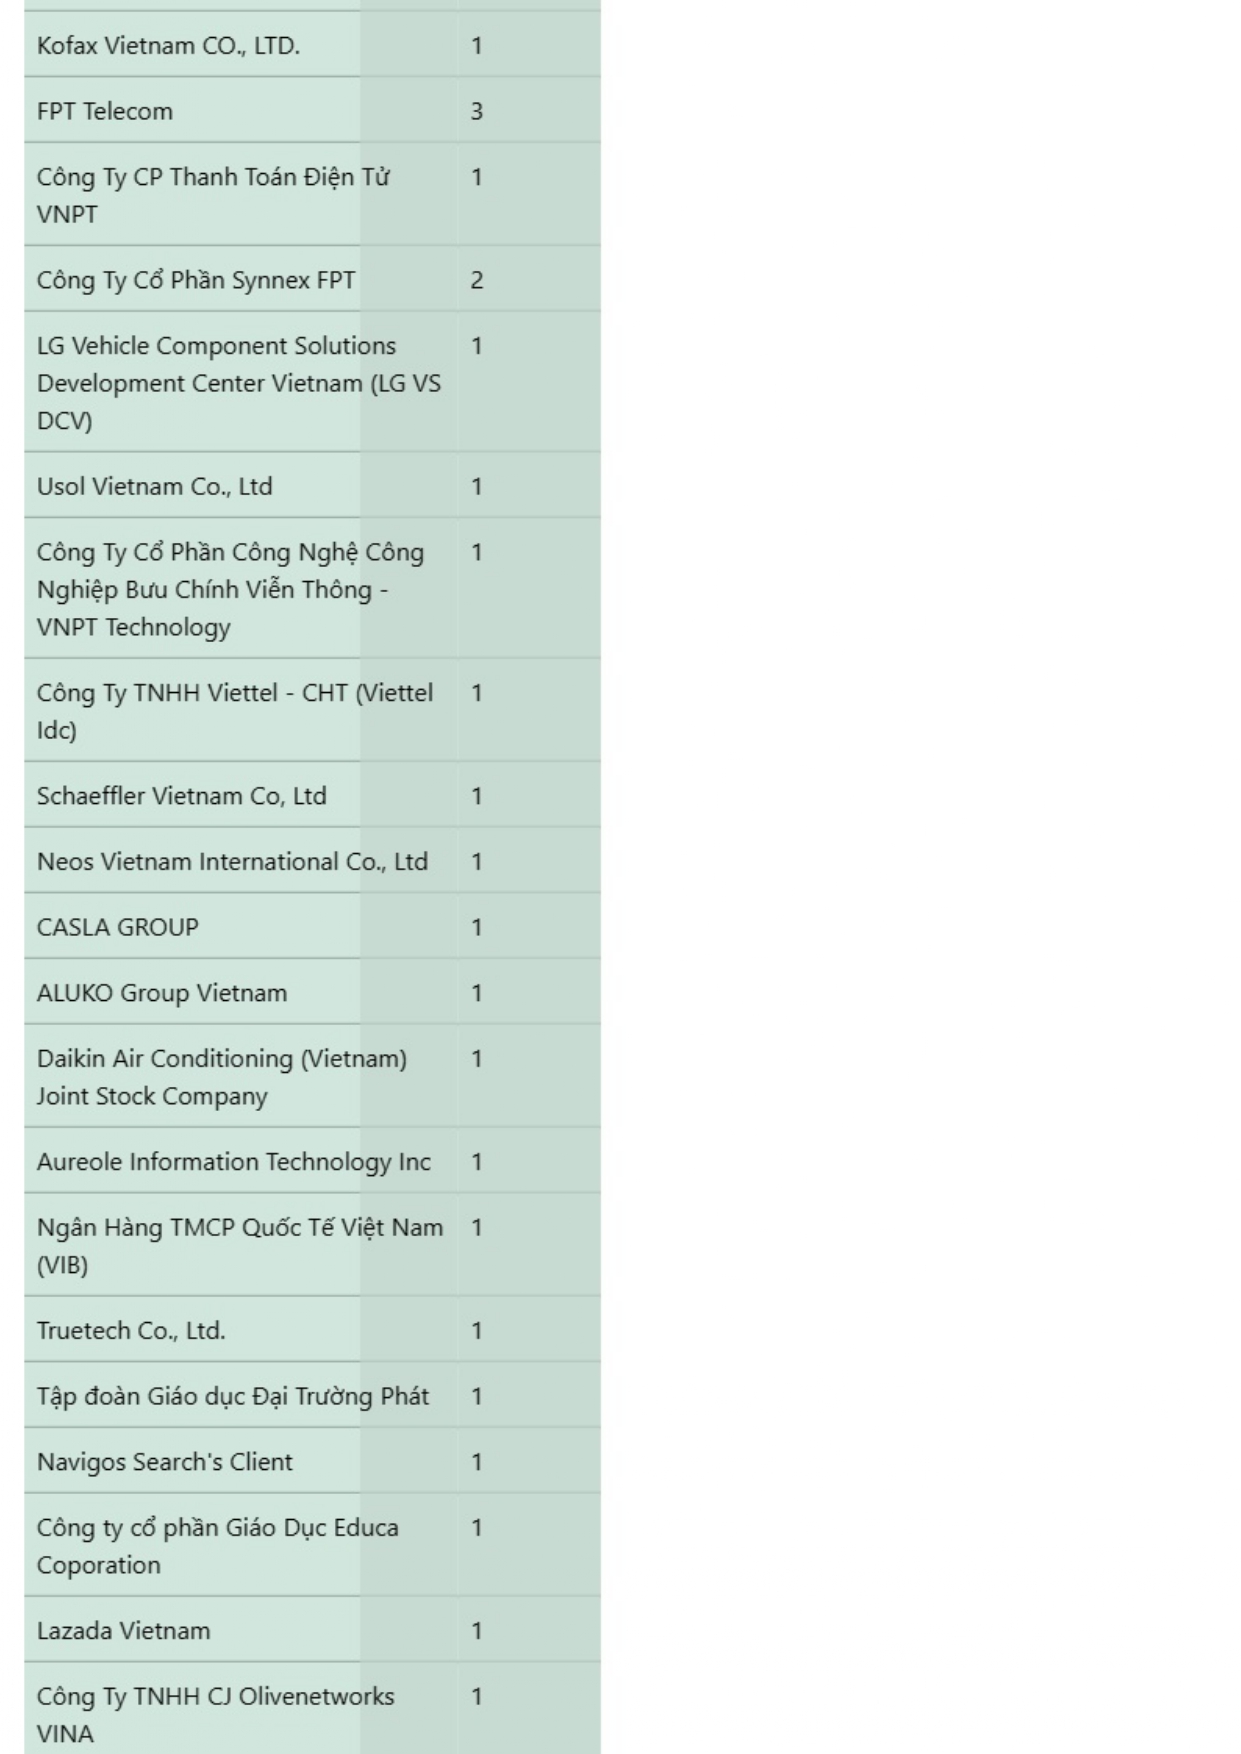 Kofax Vietnam CO., LTD. 1
FPT Telecom 3
Công Ty CP Thanh Toán Điện Tử 1
VNPT
Công Ty Cổ Phần Synnex FPT 2
LG Vehicle Component Solutions 1
Development Center Vietnam (LG VS
DCV)
Usol Vietnam Co., Ltd 1
Công Ty Cổ Phần Công Nghệ Công 1
Nghiệp Bưu Chính Viễn Thông -
VNPT Technology
Công Ty TNHH Viettel - CHT (Viettel 1
Idc)
Schaeffler Vietnam Co, Ltd 1
Neos Vietnam International Co., Ltd 1
CASLA GROUP 1
ALUKO Group Vietnam 1
Daikin Air Conditioning (Vietnam) 1
Joint Stock Company
Aureole Information Technology Inc 1
Ngân Hàng TMCP Quốc Tế Việt Nam 1
(VIB)
Truetech Co., Ltd. 1
Tập đoàn Giáo dục Đại Trường Phát 1
Navigos Search's Client 1
Công ty cổ phần Giáo Dục Educa 1
Coporation
Lazada Vietnam 1
Công Ty TNHH CJ Olivenetworks 1
VINA